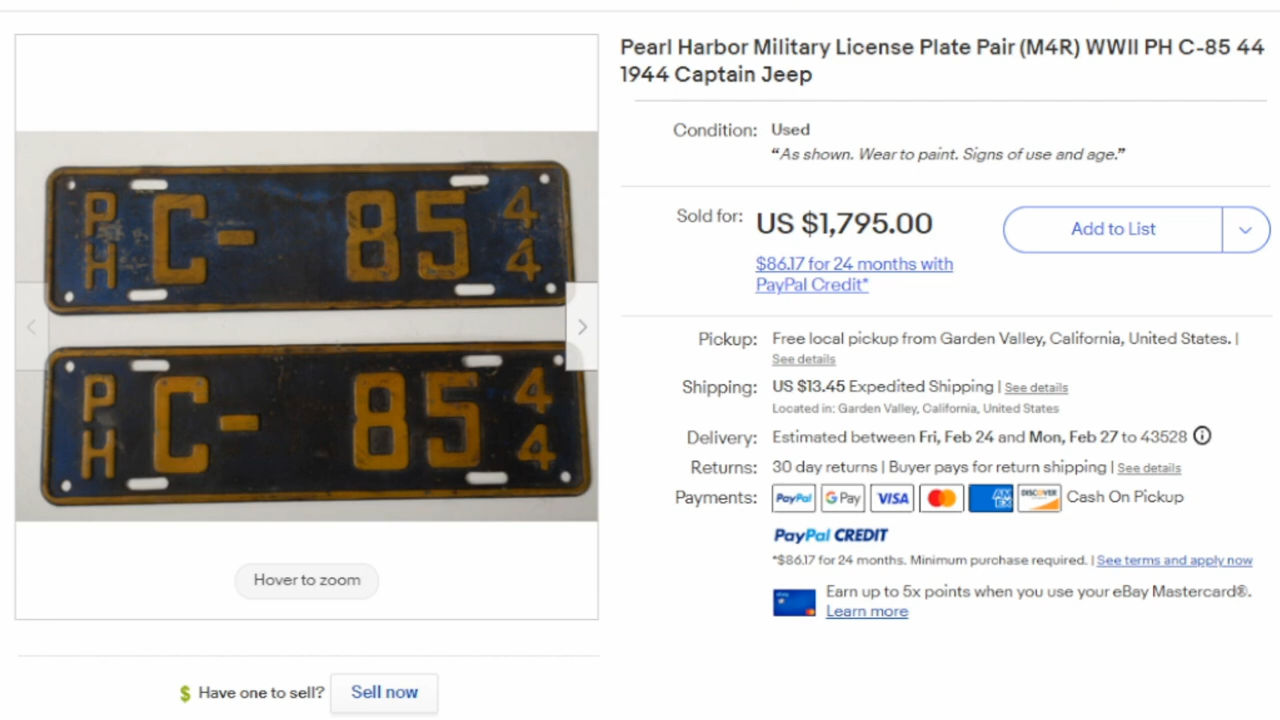 Pearl Harbor Military License Plate Pair (M4R) WWII PH C-85 44
1944 Captain Jeep
Condition: Used
“As shown. Wear to paint. Signs of use and age.”
Sold for: US $1,795.00
Add to List
$86.17 for 24 months with
PayPal Credit*
PH C- 85 44
PH C- 85 44
Pickup: Free local pickup from Garden Valley, California, United States. |
See details
Shipping: US $13.45 Expedited Shipping | See details
Located in: Garden Valley, California, United States
Delivery: Estimated between Fri, Feb 24 and Mon, Feb 27 to 43528
Returns: 30 day returns | Buyer pays for return shipping | See details
Payments: PayPal G Pay VISA AM EX DISCOVER Cash On Pickup
PayPal CREDIT
*$86.17 for 24 months. Minimum purchase required. | See terms and apply now
Earn up to 5x points when you use your eBay Mastercard®.
Learn more
Hover to zoom
$ Have one to sell? Sell now